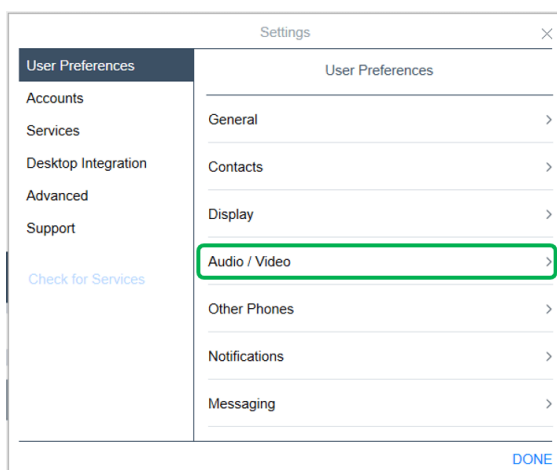 Settings
User Preferences
Accounts
Services
Desktop Integration
Advanced
Support
Check for Services
User Preferences
General
Contacts
Display
Audio / Video
Other Phones
Notifications
Messaging
DONE